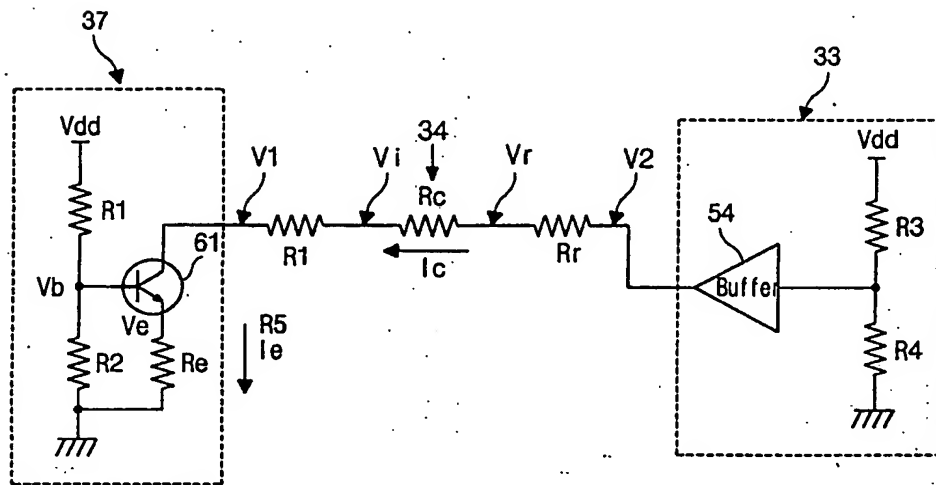 37
33
Vdd
Vdd
V1
Vi
34
Vr
V2
R1
61
R1
Rc
Rr
54
R3
Ic
Buffer
Vb
Ve
R5
Ie
R2
Re
R4